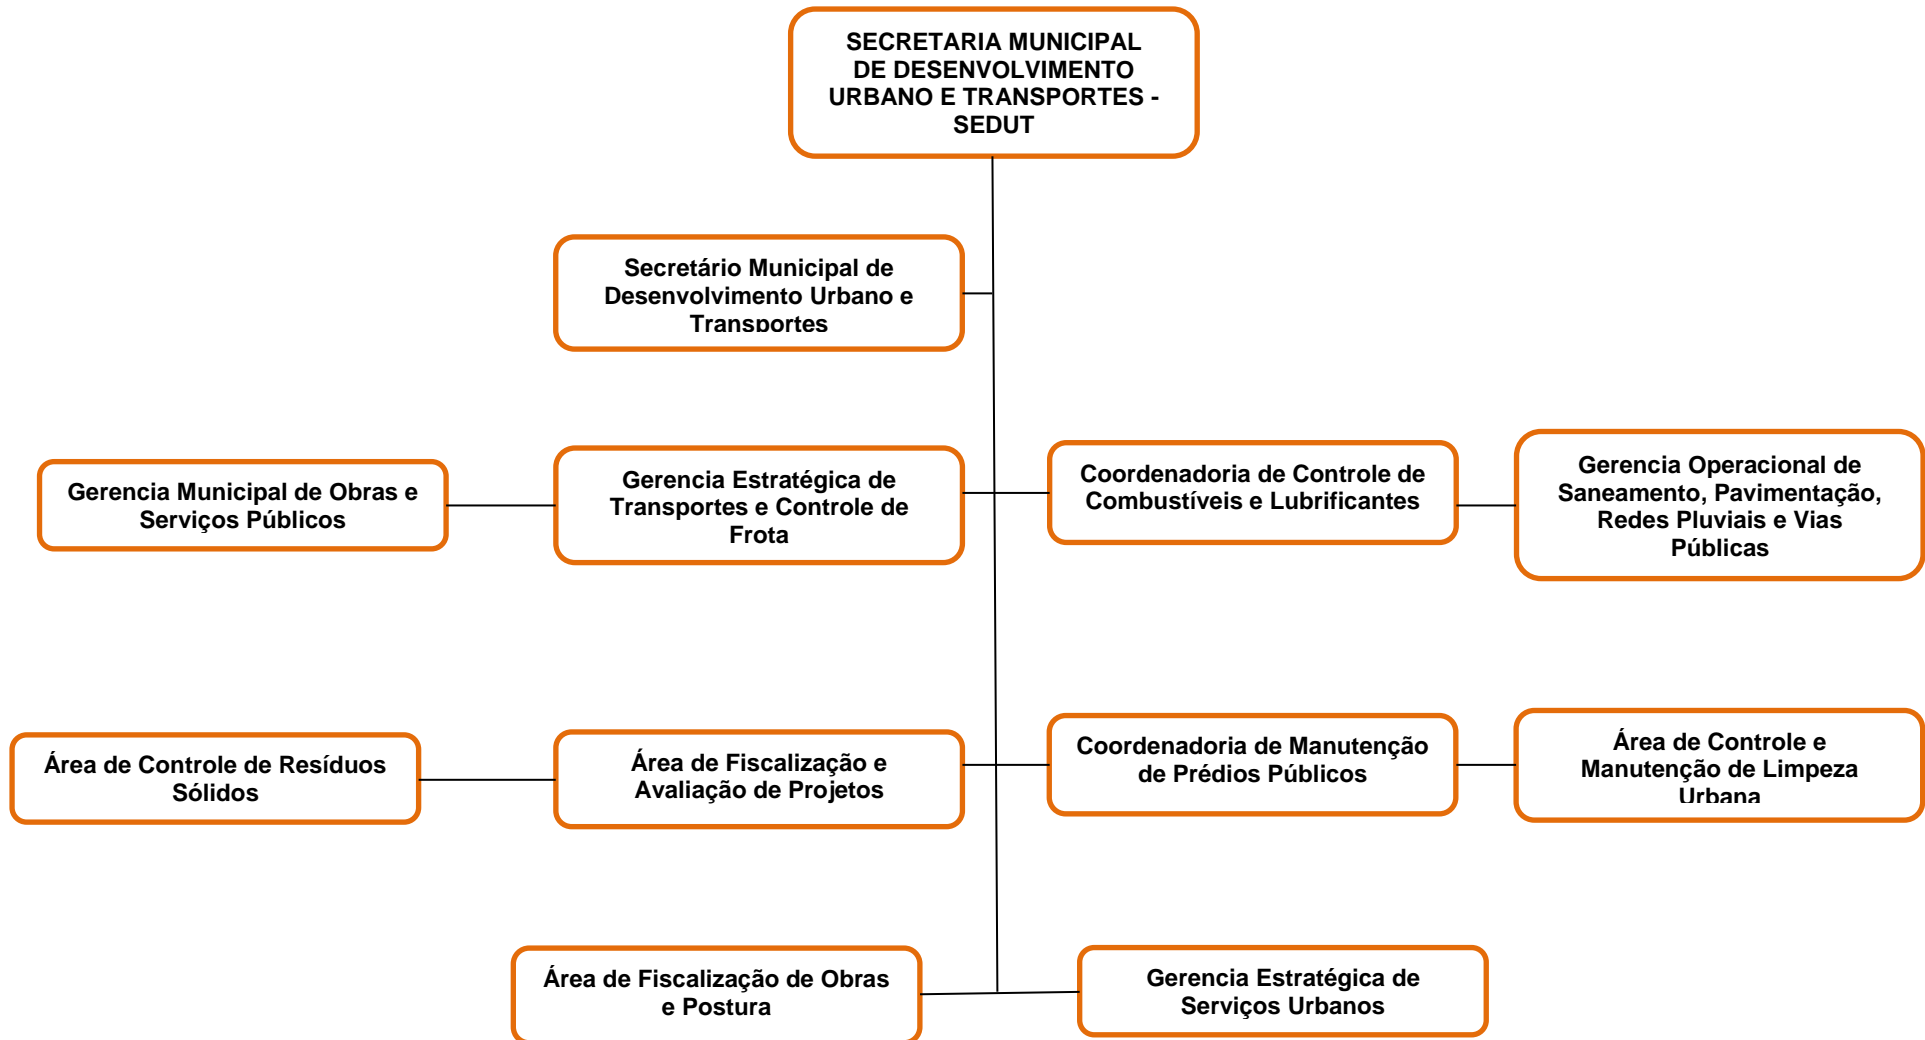 SECRETARIA MUNICIPAL
DE DESENVOLVIMENTO
URBANO E TRANSPORTES -
SEDUT
Secretário Municipal de
Desenvolvimento Urbano e
Transportes
Gerencia Municipal de Obras e
Serviços Públicos
Gerencia Estratégica de
Transportes e Controle de
Frota
Coordenadoria de Controle de
Combustíveis e Lubrificantes
Gerencia Operacional de
Saneamento, Pavimentação,
Redes Pluviais e Vias
Públicas
Área de Controle de Resíduos
Sólidos
Área de Fiscalização e
Avaliação de Projetos
Coordenadoria de Manutenção
de Prédios Públicos
Área de Controle e
Manutenção de Limpeza
Urbana
Área de Fiscalização de Obras
e Postura
Gerencia Estratégica de
Serviços Urbanos